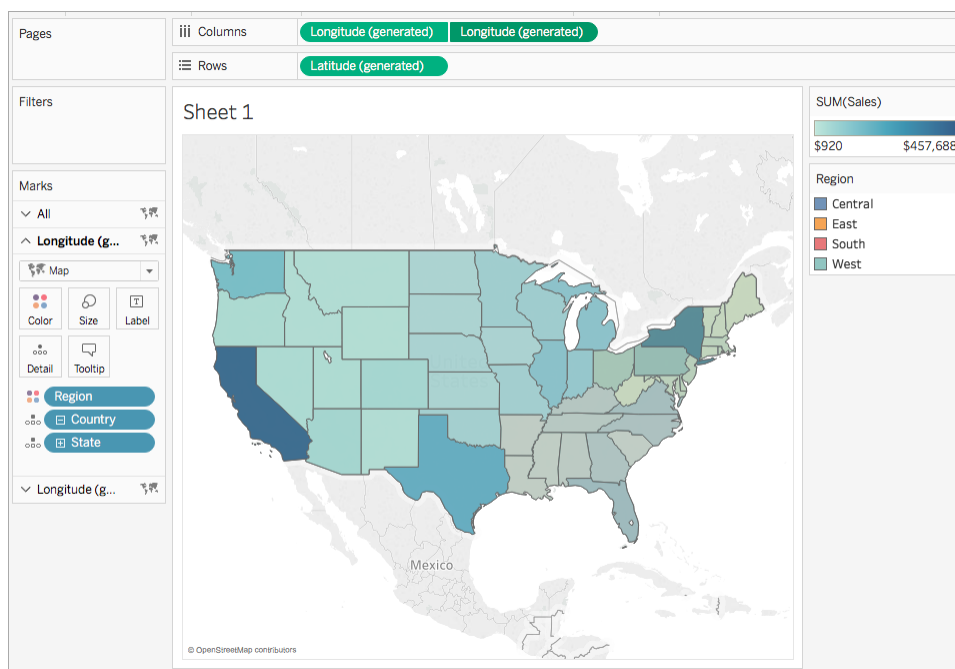 Pages
Columns
Longitude (generated)
Longitude (generated)
Rows
Latitude (generated)
Filters
Sheet 1
SUM(Sales)
$920
$457,688
Region
Central
East
South
West
Marks
All
Longitude (g...
Map
Color
Size
Label
Detail
Tooltip
Region
Country
State
Longitude (g...
Mexico
© OpenStreetMap contributors